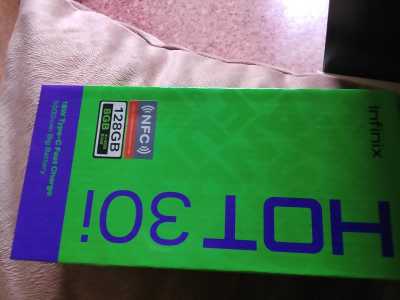 infinix
HOT 30i
NFC
128GB
8GB
18W Type-C Fast Charge
5000mAh Big Battery